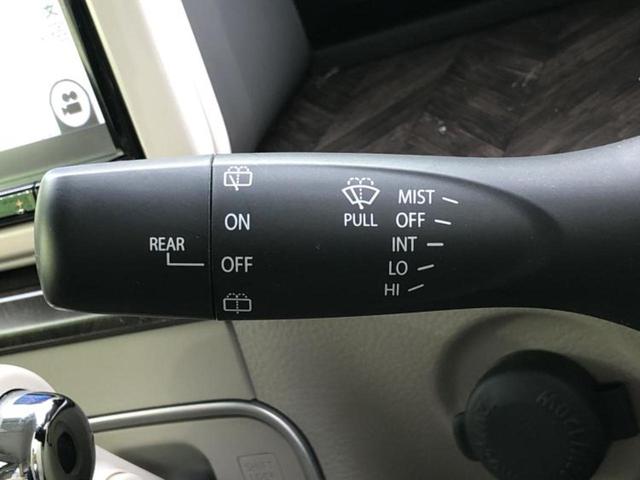 MIST
ON
PULL
OFF
REAR
INT
OFF
LO
HI